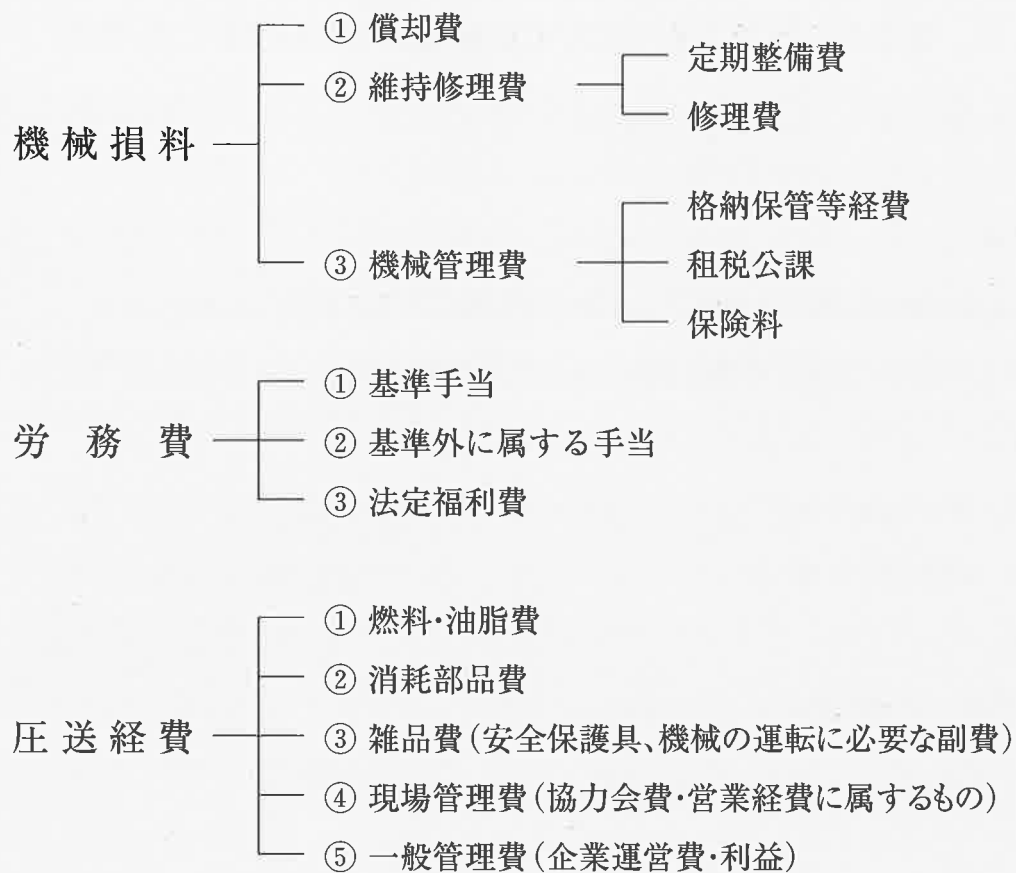 ① 償却費
② 維持修理費
定期整備費
修理費
機械損料
③ 機械管理費
格納保管等経費
租税公課
保険料
労務費
① 基準手当
② 基準外に属する手当
③ 法定福利費
圧送経費
① 燃料・油脂費
② 消耗部品費
③ 雑品費(安全保護具、機械の運転に必要な副費)
④ 現場管理費(協力会費・営業経費に属するもの)
⑤ 一般管理費(企業運営費・利益)